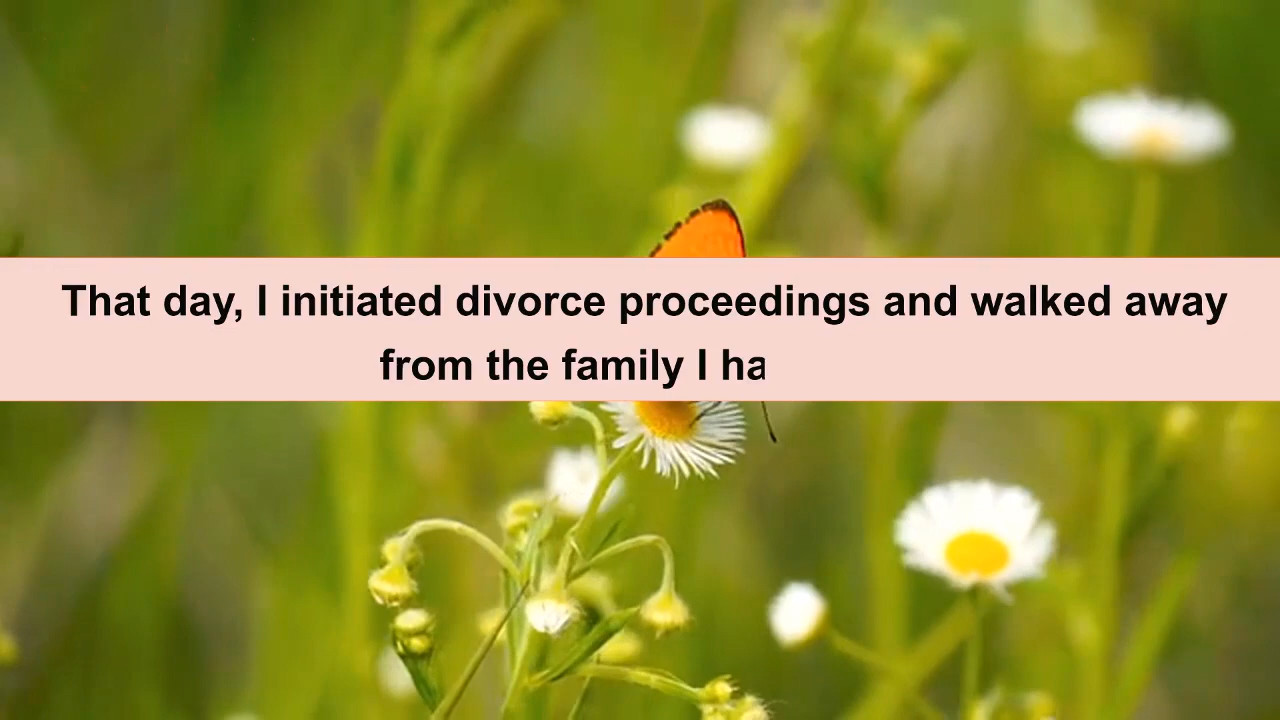 That day, I initiated divorce proceedings and walked away
from the family I ha